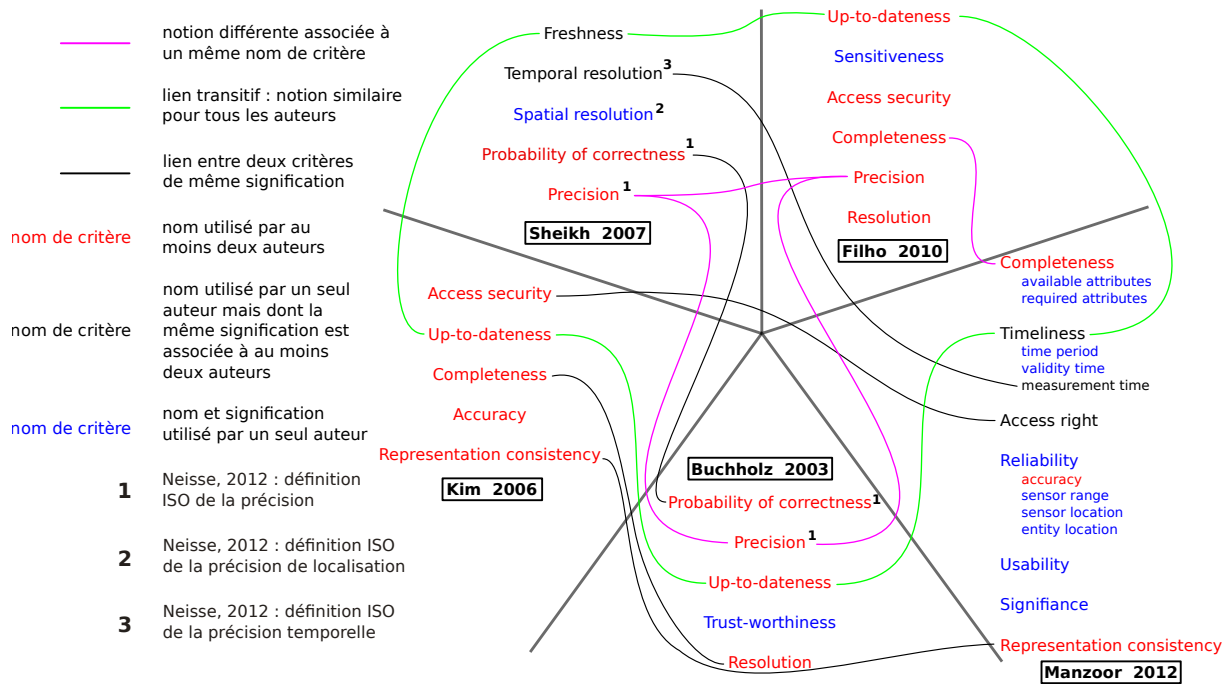 notion différente associée à
un même nom de critère
lien transitif : notion similaire
pour tous les auteurs
lien entre deux critères
de même signification
nom de critère
nom utilisé par au
moins deux auteurs
nom de critère
nom utilisé par un seul
auteur mais dont la
même signification est
associée à au moins
deux auteurs
nom de critère
nom et signification
utilisé par un seul auteur
1
Neisse, 2012 : définition
ISO de la précision
2
Neisse, 2012 : définition ISO
de la précision de localisation
3
Neisse, 2012 : définition ISO
de la précision temporelle
Freshness
Temporal resolution3
Spatial resolution2
Probability of correctness1
Precision1
Sheikh 2007
Up-to-dateness
Sensitiveness
Access security
Completeness
Precision
Resolution
Filho 2010
Access security
Up-to-dateness
Completeness
Accuracy
Representation consistency
Kim 2006
Buchholz 2003
Probability of correctness1
Precision1
Up-to-dateness
Trust-worthiness
Resolution
Completeness
available attributes
required attributes
Timeliness
time period
validity time
measurement time
Access right
Reliability
accuracy
sensor range
sensor location
entity location
Usability
Signifiance
Representation consistency
Manzoor 2012